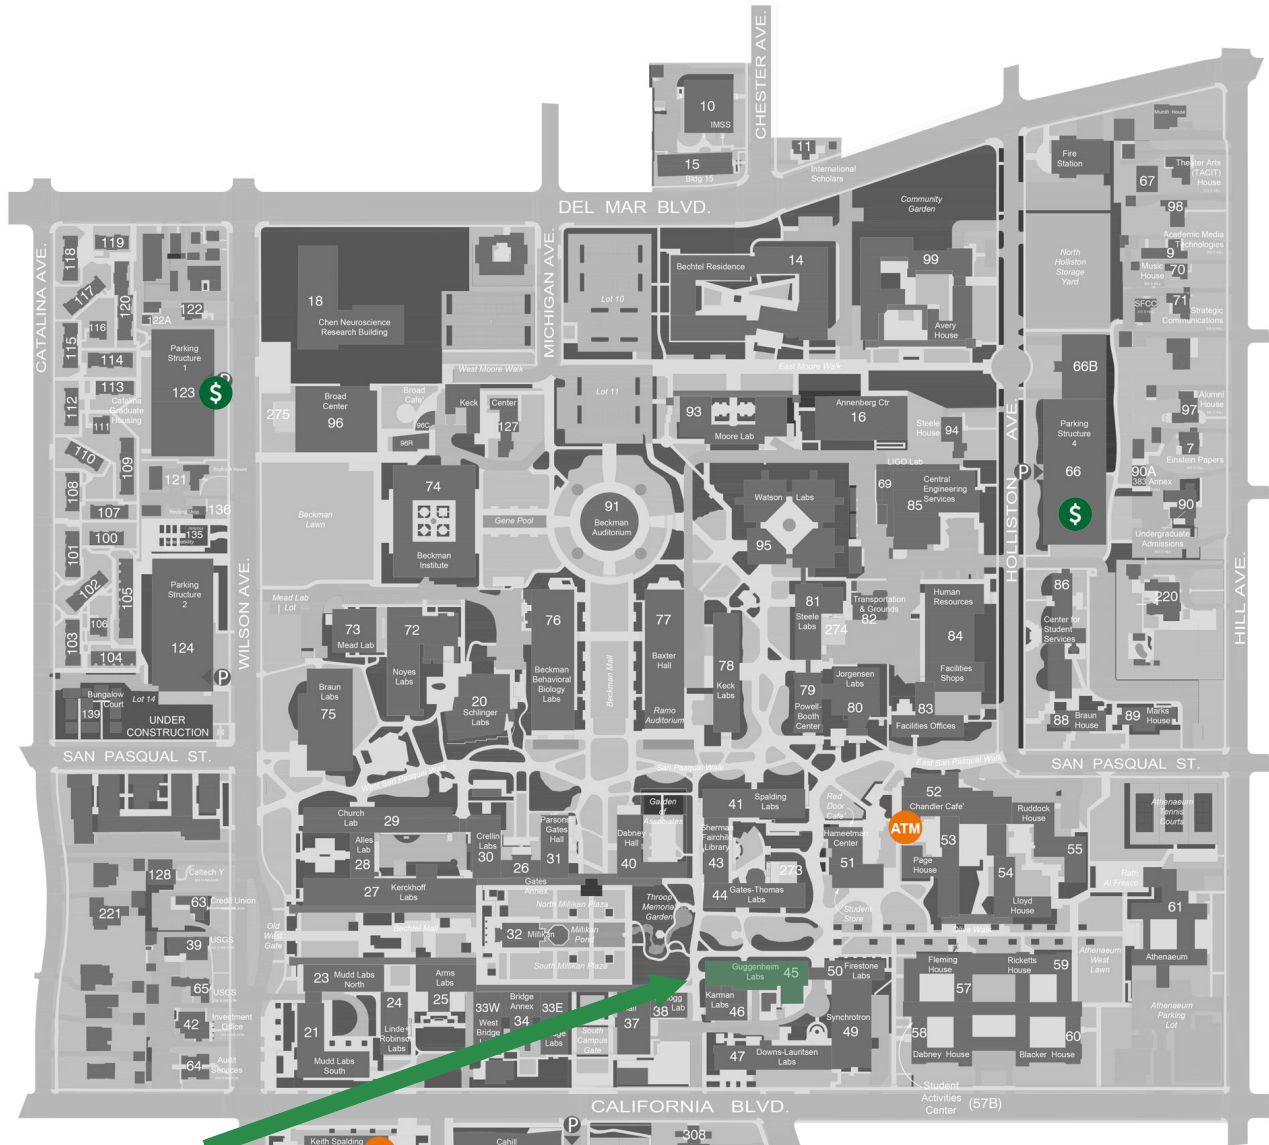 CHESTER AVE.
10
IMSS
15
Bldg 15
11
International
Scholars
DEL MAR BLVD.
Fire
Station
67
Theater Arts
(TACIT)
House
98
Academic Media
Technologies
9
Music
House
70
SFCC
71
Strategic
Communications
Community
Garden
North
Holliston
Storage
Yard
CATALINA AVE.
118
119
117
120
116
115
114
113
112
111
Catalina
Graduate
Housing
122A
122
Parking
Structure
1
123
P
$
110
109
108
107
121
136
135
100
101
102
105
106
103
104
Parking
Structure
2
124
P
Bungalow
Court
139
Lot 14
UNDER
CONSTRUCTION
WILSON AVE.
18
Chen Neuroscience
Research Building
MICHIGAN AVE.
Lot 10
Bechtel Residence
14
99
Avery
House
West Moore Walk
East Moore Walk
275
Broad
Center
96
Broad
Cafe'
96C
96R
Keck
Center
127
Lot 11
93
Moore Lab
Annenberg Ctr
16
Steele
House
94
HOLLISTON AVE.
66B
Parking
Structure
4
66
P
$
Alumni
House
97
7
Einstein Papers
90A
383 Annex
90
Undergraduate
Admissions
HILL AVE.
Beckman
Lawn
74
Beckman
Institute
Gene Pool
91
Beckman
Auditorium
Watson Labs
95
LIGO Lab
69
Central
Engineering
Services
85
Mead Lab
Lot
73
Mead Lab
72
Noyes
Labs
Braun
Labs
75
20
Schlinger
Labs
76
Beckman
Behavioral
Biology
Labs
Beckman Mall
77
Baxter
Hall
Ramo
Auditorium
78
Keck
Labs
81
Steele
Labs
274
Transportation
& Grounds
82
Human
Resources
84
Facilities
Shops
79
Powell-
Booth
Center
Jorgensen
Labs
80
83
Facilities Offices
86
Center for
Student
Services
220
88
Braun
House
89
Marks
House
SAN PASQUAL ST.
West San Pasqual Walk
San Pasqual Walk
East San Pasqual Walk
SAN PASQUAL ST.
Church
Lab
29
Alles
Lab
28
Crellin
Labs
30
Parsons
Gates
Hall
31
26
Gates
Annex
27
Kerckhoff
Labs
Dabney
Hall
40
Garden
of
Associates
41
Spalding
Labs
Sherman
Fairchild
Library
43
273
44
Gates-Thomas
Labs
Red
Door
Cafe'
Hameetman
Center
51
ATM
52
Chandler Cafe'
Page
House
53
Ruddock
House
54
55
Lloyd
House
Athenaeum
Tennis
Courts
Rath
Al Fresco
61
Athenaeum
128
Caltech Y
221
63
Credit Union
39
USGS
65
USGS
42
Investment
Office
64
Audit
Services
Old
West
Gate
Bechtel Mall
32
Millikan
Millikan
Pond
North Millikan Plaza
South Millikan Plaza
Throop
Memorial
Garden
Student
Store
Olive Walk
Athenaeum
West
Lawn
Athenaeum
Parking
Lot
23
Mudd Labs
North
21
Mudd Labs
South
24
Linde
Robinson
Labs
Arms
Labs
25
33W
West
Bridge
Bridge
Annex
34
33E
Labs
South
Campus
Gate
37
38
Lab
Guggenheim
Labs
45
Karman
Labs
46
47
Downs-Lauritsen
Labs
50
Firestone
Labs
Synchrotron
49
Fleming
House
57
Ricketts
House
59
58
Dabney House
Blacker House
60
Student
Activities
Center
(57B)
CALIFORNIA BLVD.
P
Keith Spalding
Cahill
308